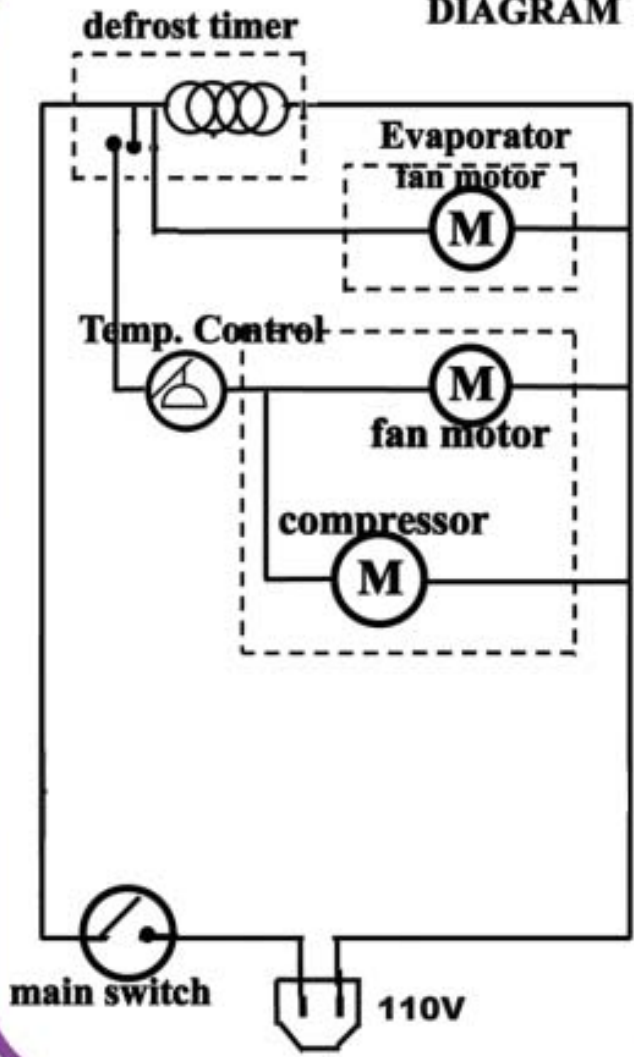 DIAGRAM
defrost timer
Evaporator
fan motor
M
Temp. Control
M
fan motor
compressor
M
main switch
110V